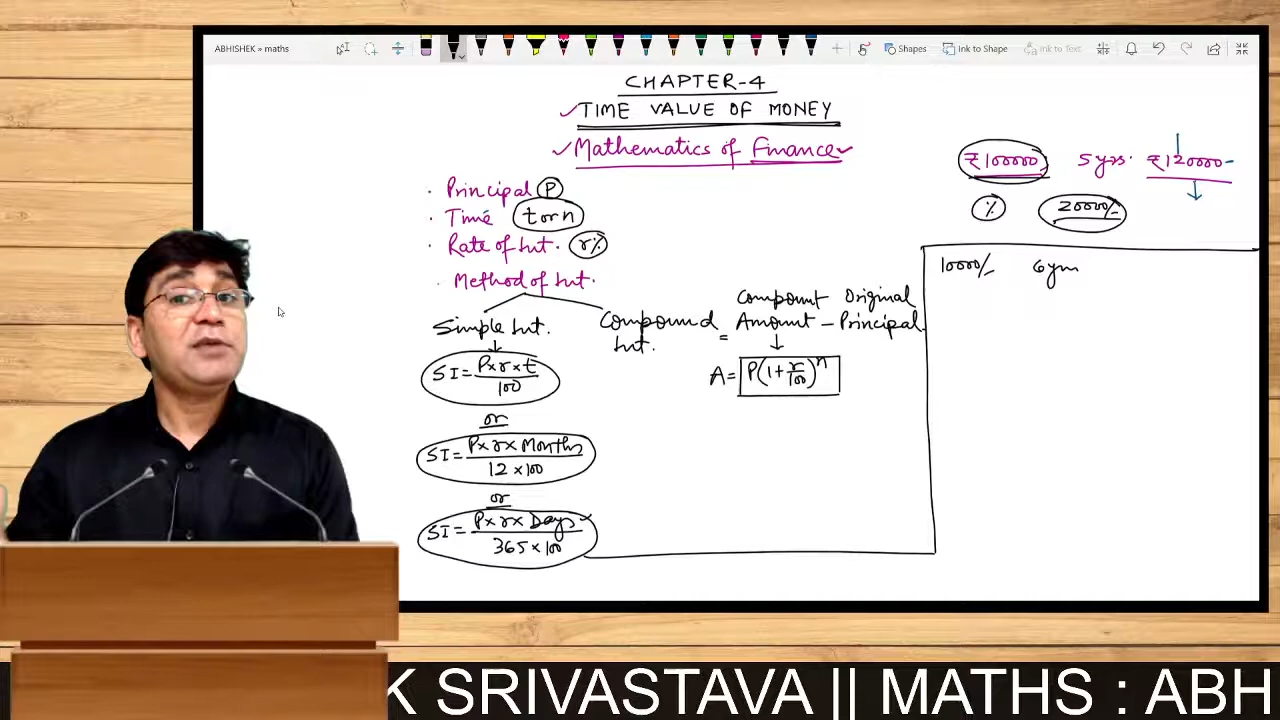 ABHISHEK » maths
Shapes
Ink to Shape
Ink to Text
CHAPTER-4
TIME VALUE OF MONEY
Mathematics of Finance
Principal P
Time t or n
Rate of Int. r%
Method of Int.
Simple Int.
SI = P×r×t
100
or
SI = P×r×Months
12×100
or
SI = P×r×Days
365×100
Compound Int. = Compound Amount – Original Principal
A = P(1+r/100)^n
₹100000 5 yrs. ₹120000
% 20000/-
10000/-
K SRIVASTAVA || MATHS : ABH